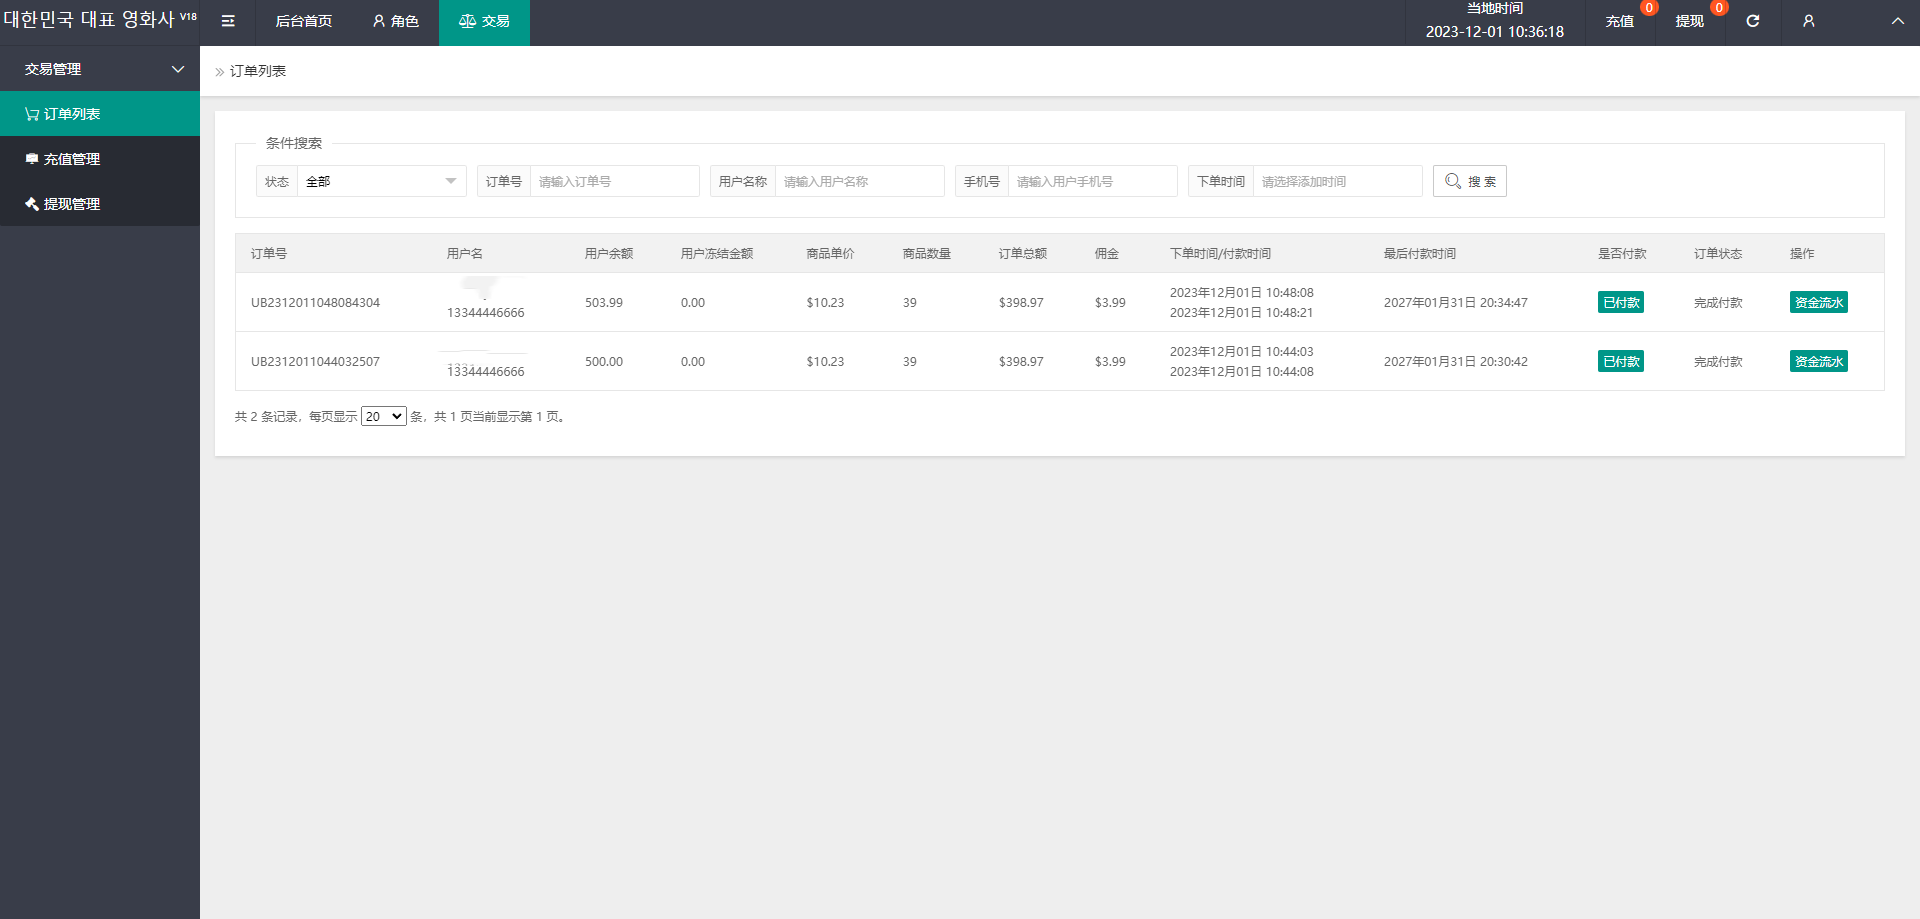 대한민국 대표 영화사 V18
后台首页 角色 交易
当地时间
2023-12-01 10:36:18
充值 0 提现 0
交易管理
订单列表
充值管理
提现管理
订单列表
条件搜索
状态 全部 订单号 请输入订单号 用户名称 请输入用户名称 手机号 请输入用户手机号 下单时间 请选择添加时间 搜 索
订单号 用户名 用户余额 用户冻结金额 商品单价 商品数量 订单总额 佣金 下单时间/付款时间 最后付款时间 是否付款 订单状态 操作
UB2312011048084304 13344446666 503.99 0.00 $10.23 39 $398.97 $3.99 2023年12月01日 10:48:08 2027年01月31日 20:34:47 已付款 完成付款 资金流水
2023年12月01日 10:48:21
UB2312011044032507 13344446666 500.00 0.00 $10.23 39 $398.97 $3.99 2023年12月01日 10:44:03 2027年01月31日 20:30:42 已付款 完成付款 资金流水
2023年12月01日 10:44:08
共 2 条记录，每页显示 20 条，共 1 页当前显示第 1 页。